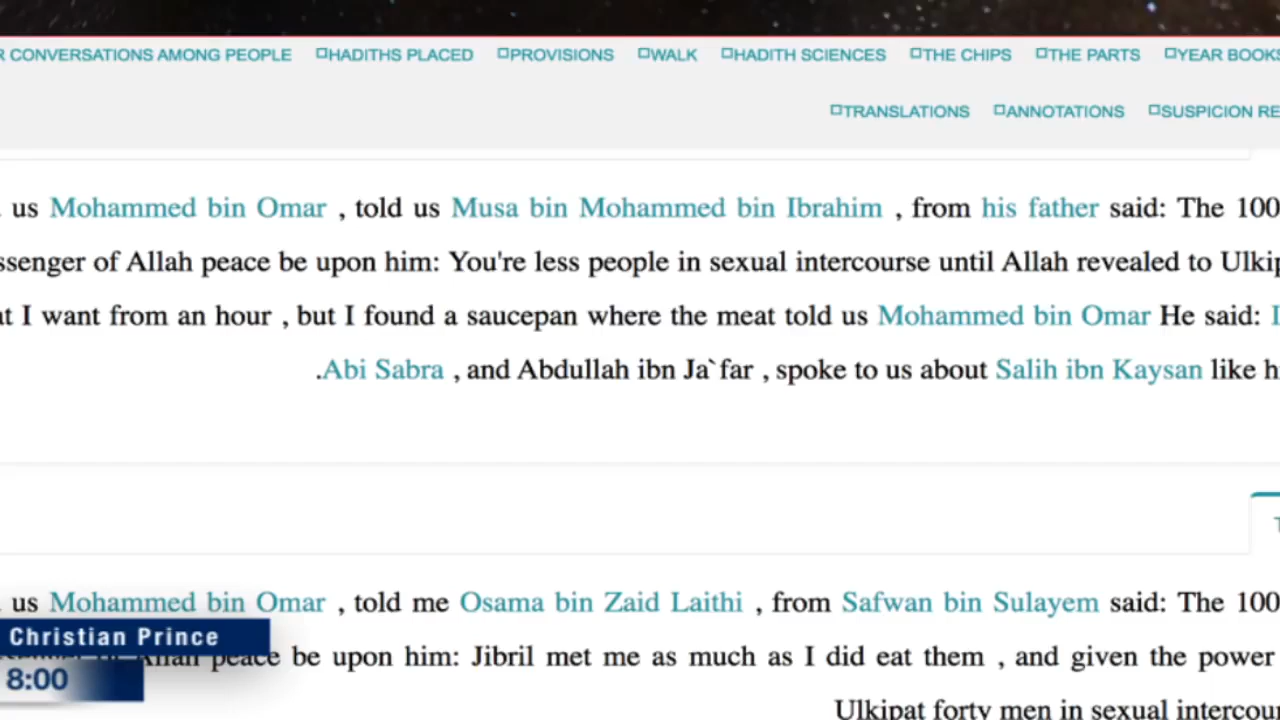 CONVERSATIONS AMONG PEOPLE □HADITHS PLACED □PROVISIONS □WALK □HADITH SCIENCES □THE CHIPS □THE PARTS □YEAR BOOKS
□TRANSLATIONS □ANNOTATIONS □SUSPICION RE
us Mohammed bin Omar , told us Musa bin Mohammed bin Ibrahim , from his father said: The 100
ssenger of Allah peace be upon him: You're less people in sexual intercourse until Allah revealed to Ulkip
at I want from an hour , but I found a saucepan where the meat told us Mohammed bin Omar He said:
.Abi Sabra , and Abdullah ibn Ja`far , spoke to us about Salih ibn Kaysan like h
us Mohammed bin Omar , told me Osama bin Zaid Laithi , from Safwan bin Sulayem said: The 100
Christian Prince
Allah peace be upon him: Jibril met me as much as I did eat them , and given the power
8:00
Ulkipat forty men in sexual intercour